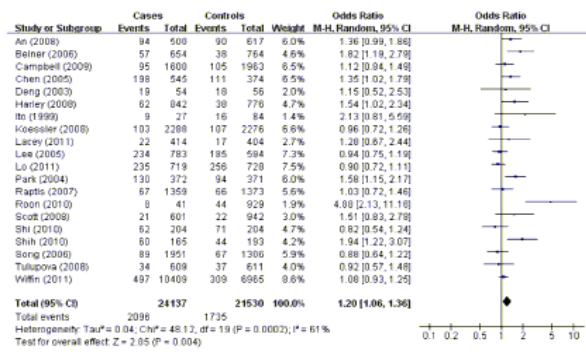 Cases Controls Odds Ratio Odds Ratio
Study or Subgroup Events Total Events Total Weight M-H. Random, 95% CI M-H. Random, 95% CI
An (2008) 94 500 90 617 6.0% 1.36 [0.99, 1.86]
Beiner (2006) 57 654 38 764 4.4% 1.82 [1.19, 2.79]
Campbell (2009) 95 1600 105 1963 6.5% 1.12 [0.84, 1.49]
Chen (2005) 198 545 111 374 6.5% 1.35 [1.02, 1.79]
Deng (2003) 19 54 18 56 2.0% 1.15 [0.52, 2.53]
Harley (2008) 62 842 38 776 4.5% 1.54 [1.02, 2.34]
Ito (1999) 9 27 16 84 1.5% 2.13 [0.81, 5.59]
Koessler (2008) 103 2288 107 2276 6.6% 0.96 [0.72, 1.26]
Lacey (2011) 22 414 17 404 2.8% 1.28 [0.67, 2.44]
Lee (2005) 234 783 185 594 7.5% 0.94 [0.75, 1.19]
Lo (2011) 235 719 256 728 7.7% 0.90 [0.72, 1.11]
Park (2004) 130 372 94 371 6.0% 1.58 [1.15, 2.17]
Raptis (2007) 67 1359 66 1373 5.5% 1.03 [0.72, 1.46]
Roon (2010) 8 41 44 929 1.9% 4.88 [2.13, 11.16]
Scott (2008) 21 601 22 942 3.1% 1.51 [0.83, 2.78]
Shi (2010) 62 204 71 204 4.5% 0.82 [0.54, 1.24]
Shih (2010) 60 165 44 193 4.0% 1.94 [1.22, 3.07]
Song (2006) 89 1951 67 1306 5.8% 0.88 [0.64, 1.22]
Tulupova (2008) 34 609 37 611 3.9% 0.92 [0.57, 1.48]
Wiffin (2011) 497 10409 309 6965 9.2% 1.08 [0.93, 1.25]
Total (95% CI) 24137 21530 100.0% 1.20 [1.06, 1.36]
Total events 2096 1735
Heterogeneity: Tau² = 0.04; Chi² = 48.12, df = 19 (P = 0.0002); I² = 61%
Test for overall effect: Z = 2.85 (P = 0.004)
0.1 0.2 0.5 1 2 5 10